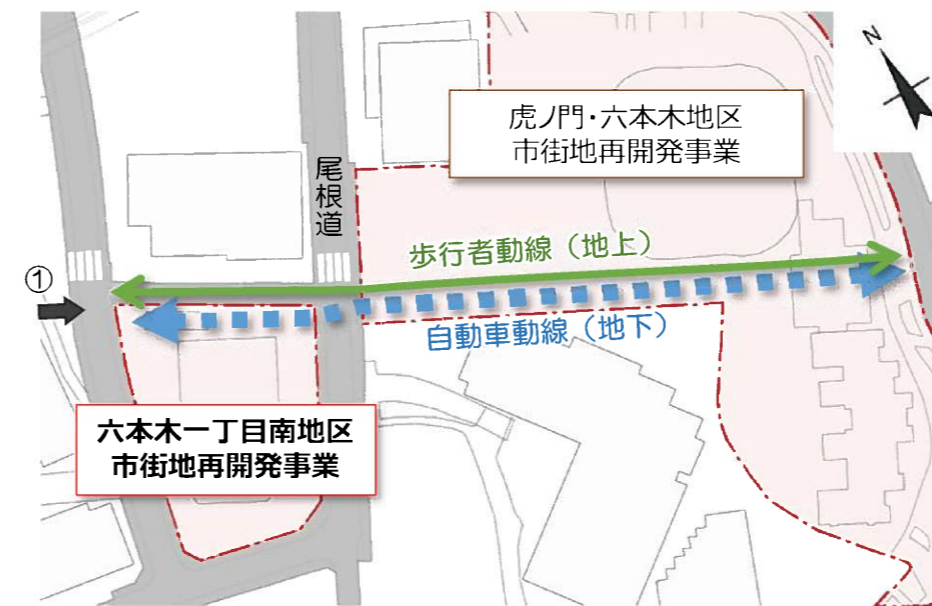 N
虎ノ門・六本木地区
市街地再開発事業
尾根道
歩行者動線（地上）
①
自動車動線（地下）
六本木一丁目南地区
市街地再開発事業